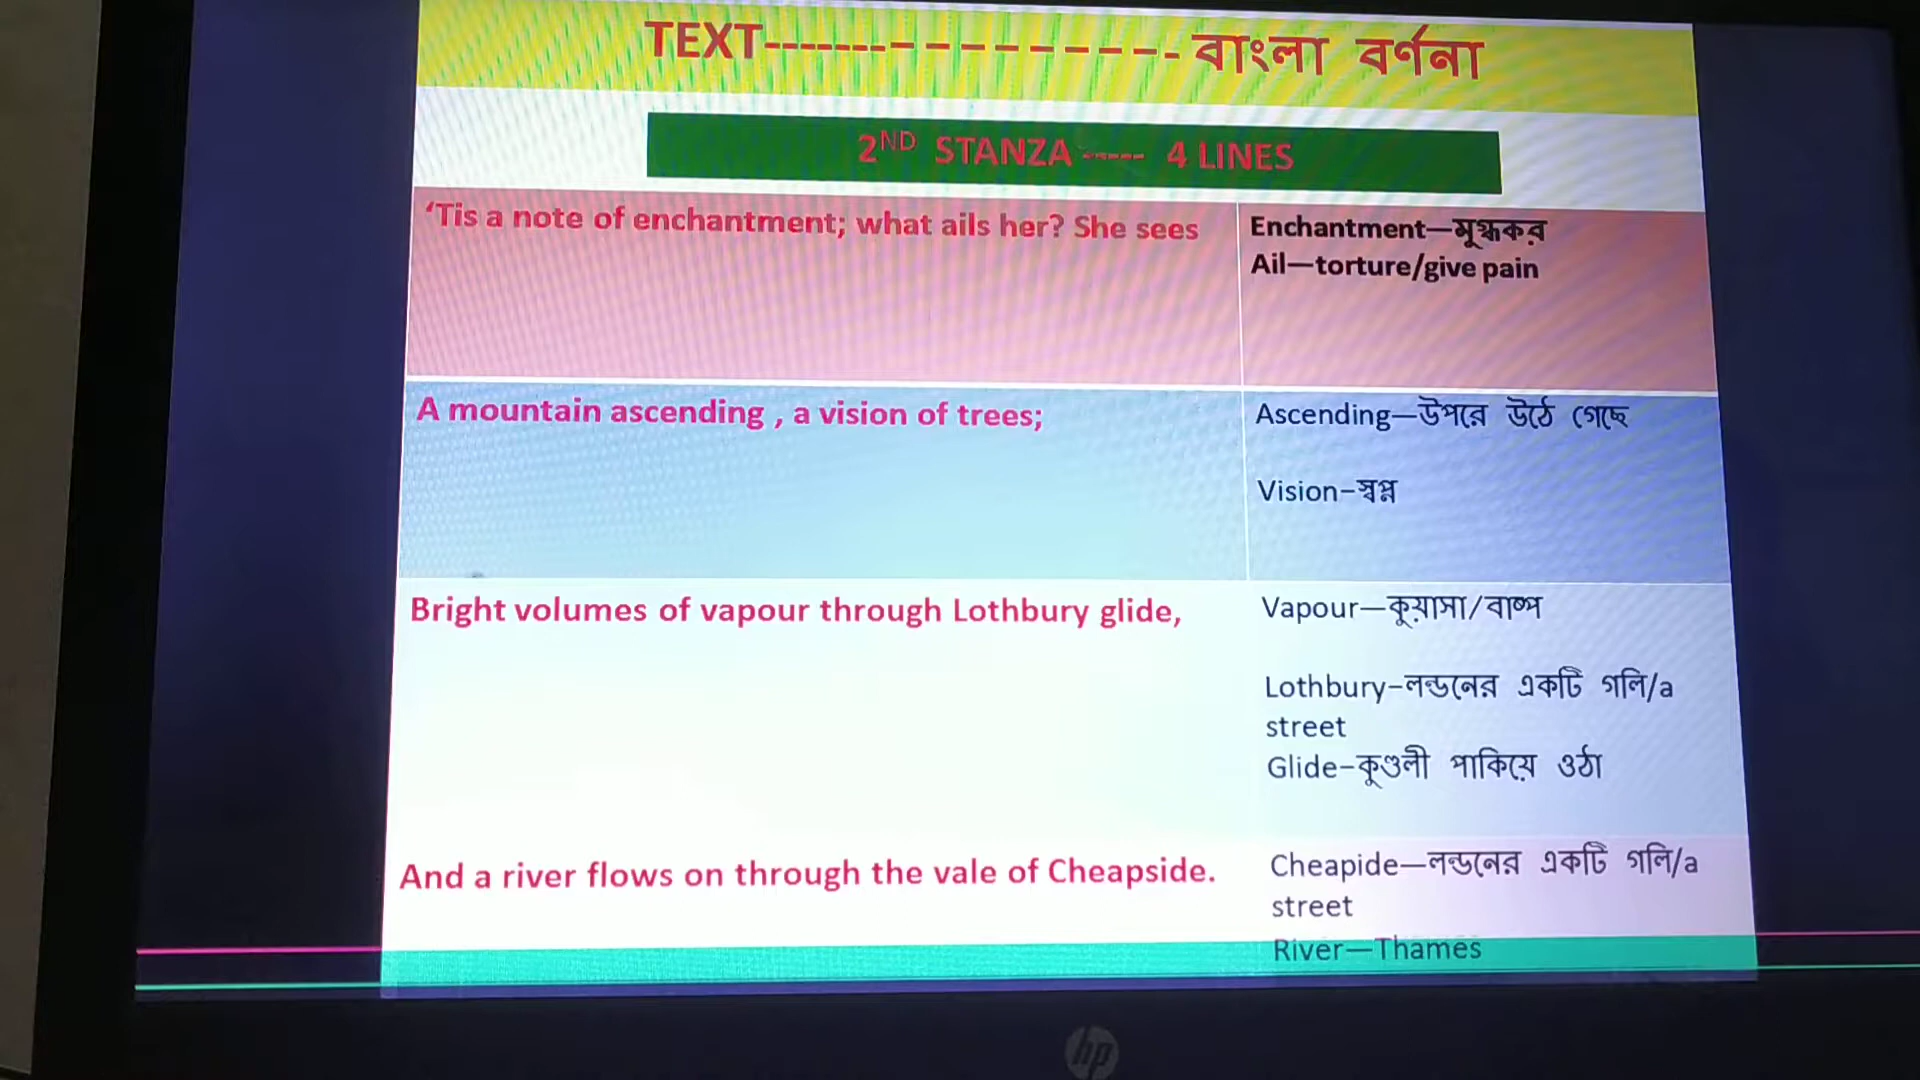 TEXT-----------------বাংলা বর্ণনা
2ND STANZA ----- 4 LINES
‘Tis a note of enchantment; what ails her? She sees
Enchantment—মুগ্ধকর
Ail—torture/give pain
A mountain ascending , a vision of trees;
Ascending—উপরে উঠে গেছে
Vision–স্বপ্ন
Bright volumes of vapour through Lothbury glide,
Vapour—কুয়াসা/বাষ্প
Lothbury–লন্ডনের একটি গলি/a
street
Glide–কুণ্ডলী পাকিয়ে ওঠা
And a river flows on through the vale of Cheapside.
Cheapide—লন্ডনের একটি গলি/a
street
River—Thames
hp